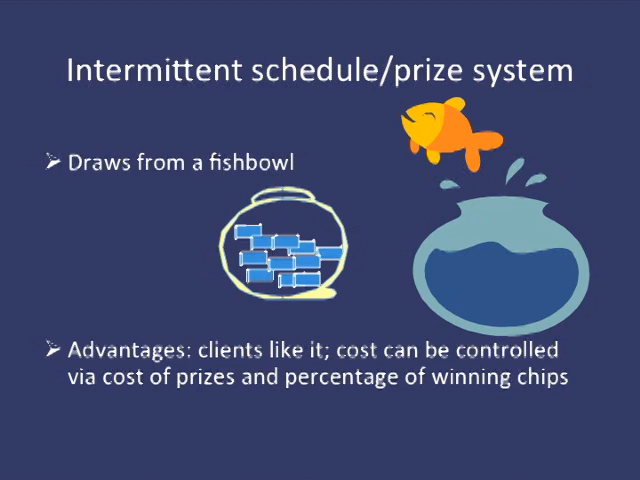 Intermittent schedule/prize system
➢ Draws from a fishbowl
➢ Advantages: clients like it; cost can be controlled
via cost of prizes and percentage of winning chips